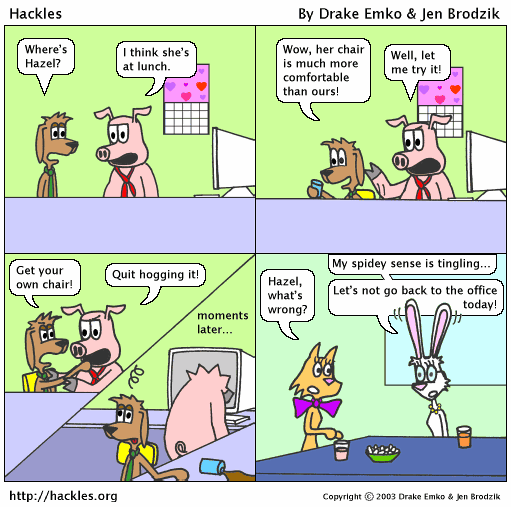 Hackles
By Drake Emko & Jen Brodzik
Where's
Hazel?
I think she's
at lunch.
Wow, her chair
is much more
comfortable
than ours!
Well, let
me try it!
Get your
own chair!
Quit hogging it!
moments
later...
My spidey sense is tingling...
Hazel,
what's
wrong?
Let's not go back to the office
today!
http://hackles.org
Copyright © 2003 Drake Emko & Jen Brodzik